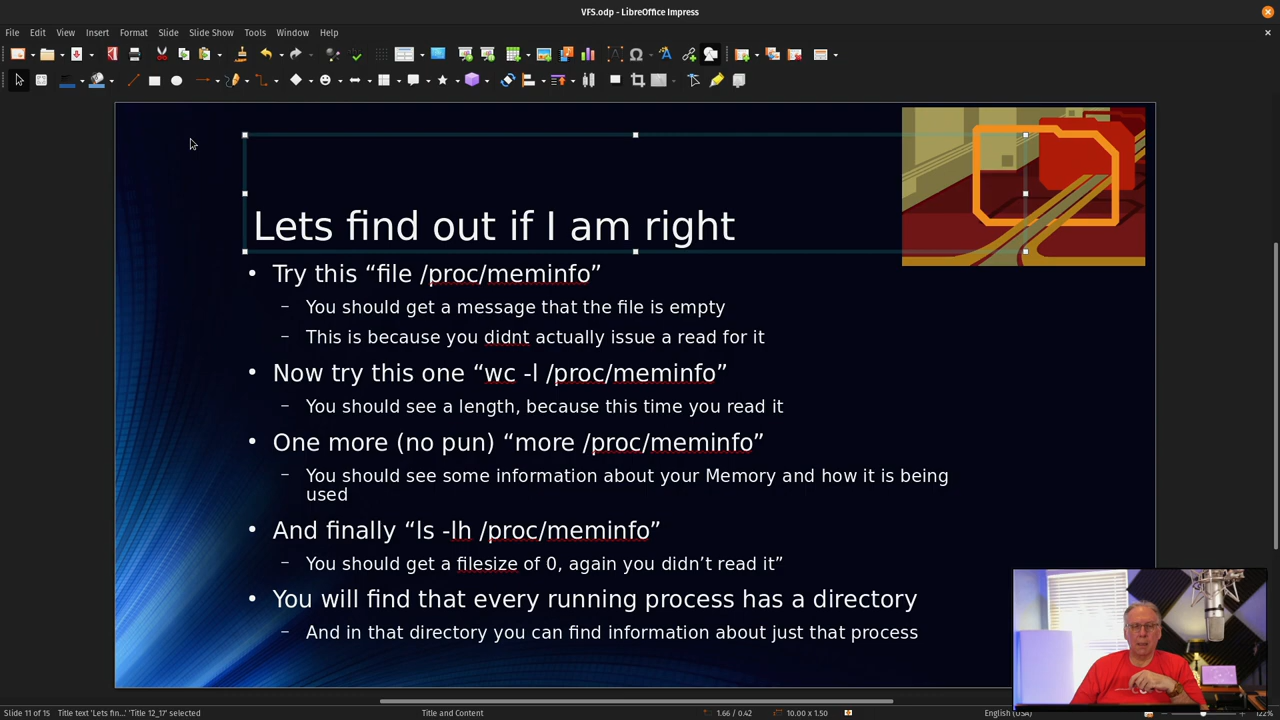 VFS.odp - LibreOffice Impress
File Edit View Insert Format Slide Slide Show Tools Window Help
Lets find out if I am right
• Try this “file /proc/meminfo”
– You should get a message that the file is empty
– This is because you didnt actually issue a read for it
• Now try this one “wc -l /proc/meminfo”
– You should see a length, because this time you read it
• One more (no pun) “more /proc/meminfo”
– You should see some information about your Memory and how it is being
used
• And finally “ls -lh /proc/meminfo”
– You should get a filesize of 0, again you didn’t read it”
• You will find that every running process has a directory
– And in that directory you can find information about just that process
Slide 11 of 15 Title text 'Lets fin...' 'Title 12_17' selected Title and Content 1.66 / 0.42 10.00 x 1.50 English (USA) 122%